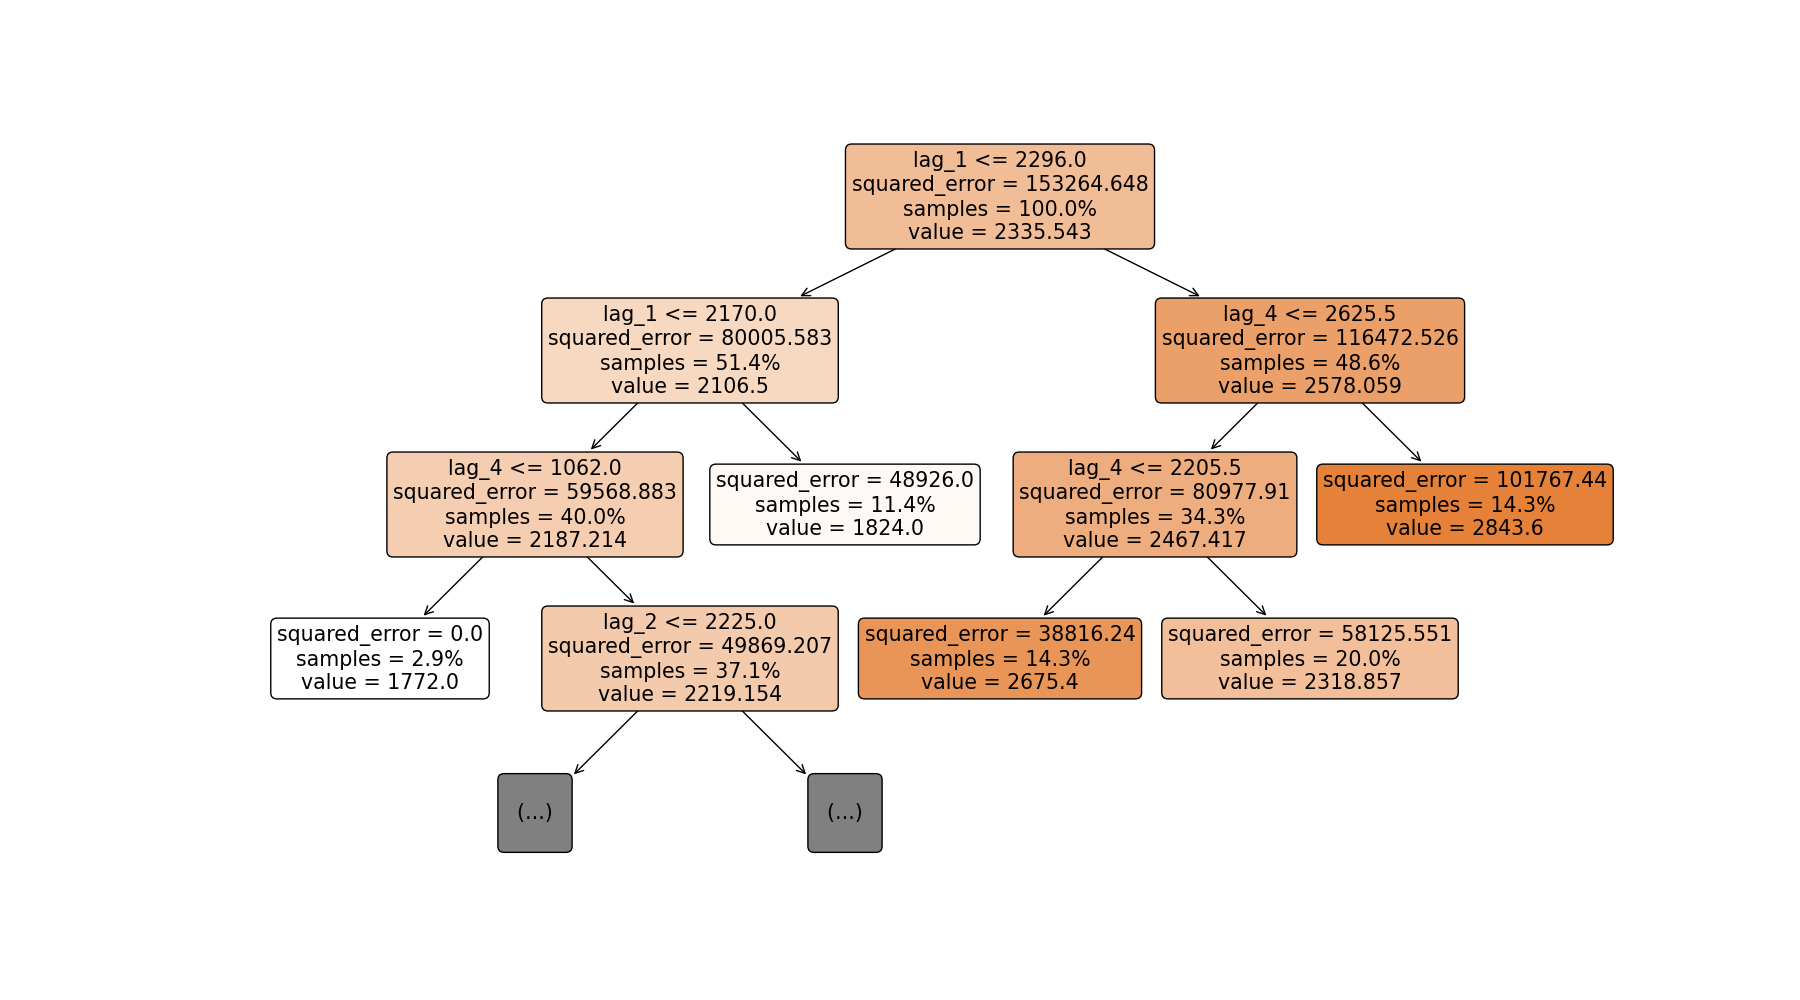 lag_1 <= 2296.0
squared_error = 153264.648
samples = 100.0%
value = 2335.543
lag_1 <= 2170.0
squared_error = 80005.583
samples = 51.4%
value = 2106.5
lag_4 <= 2625.5
squared_error = 116472.526
samples = 48.6%
value = 2578.059
lag_4 <= 1062.0
squared_error = 59568.883
samples = 40.0%
value = 2187.214
squared_error = 48926.0
samples = 11.4%
value = 1824.0
lag_4 <= 2205.5
squared_error = 80977.91
samples = 34.3%
value = 2467.417
squared_error = 101767.44
samples = 14.3%
value = 2843.6
squared_error = 0.0
samples = 2.9%
value = 1772.0
lag_2 <= 2225.0
squared_error = 49869.207
samples = 37.1%
value = 2219.154
squared_error = 38816.24
samples = 14.3%
value = 2675.4
squared_error = 58125.551
samples = 20.0%
value = 2318.857
(...)
(...)